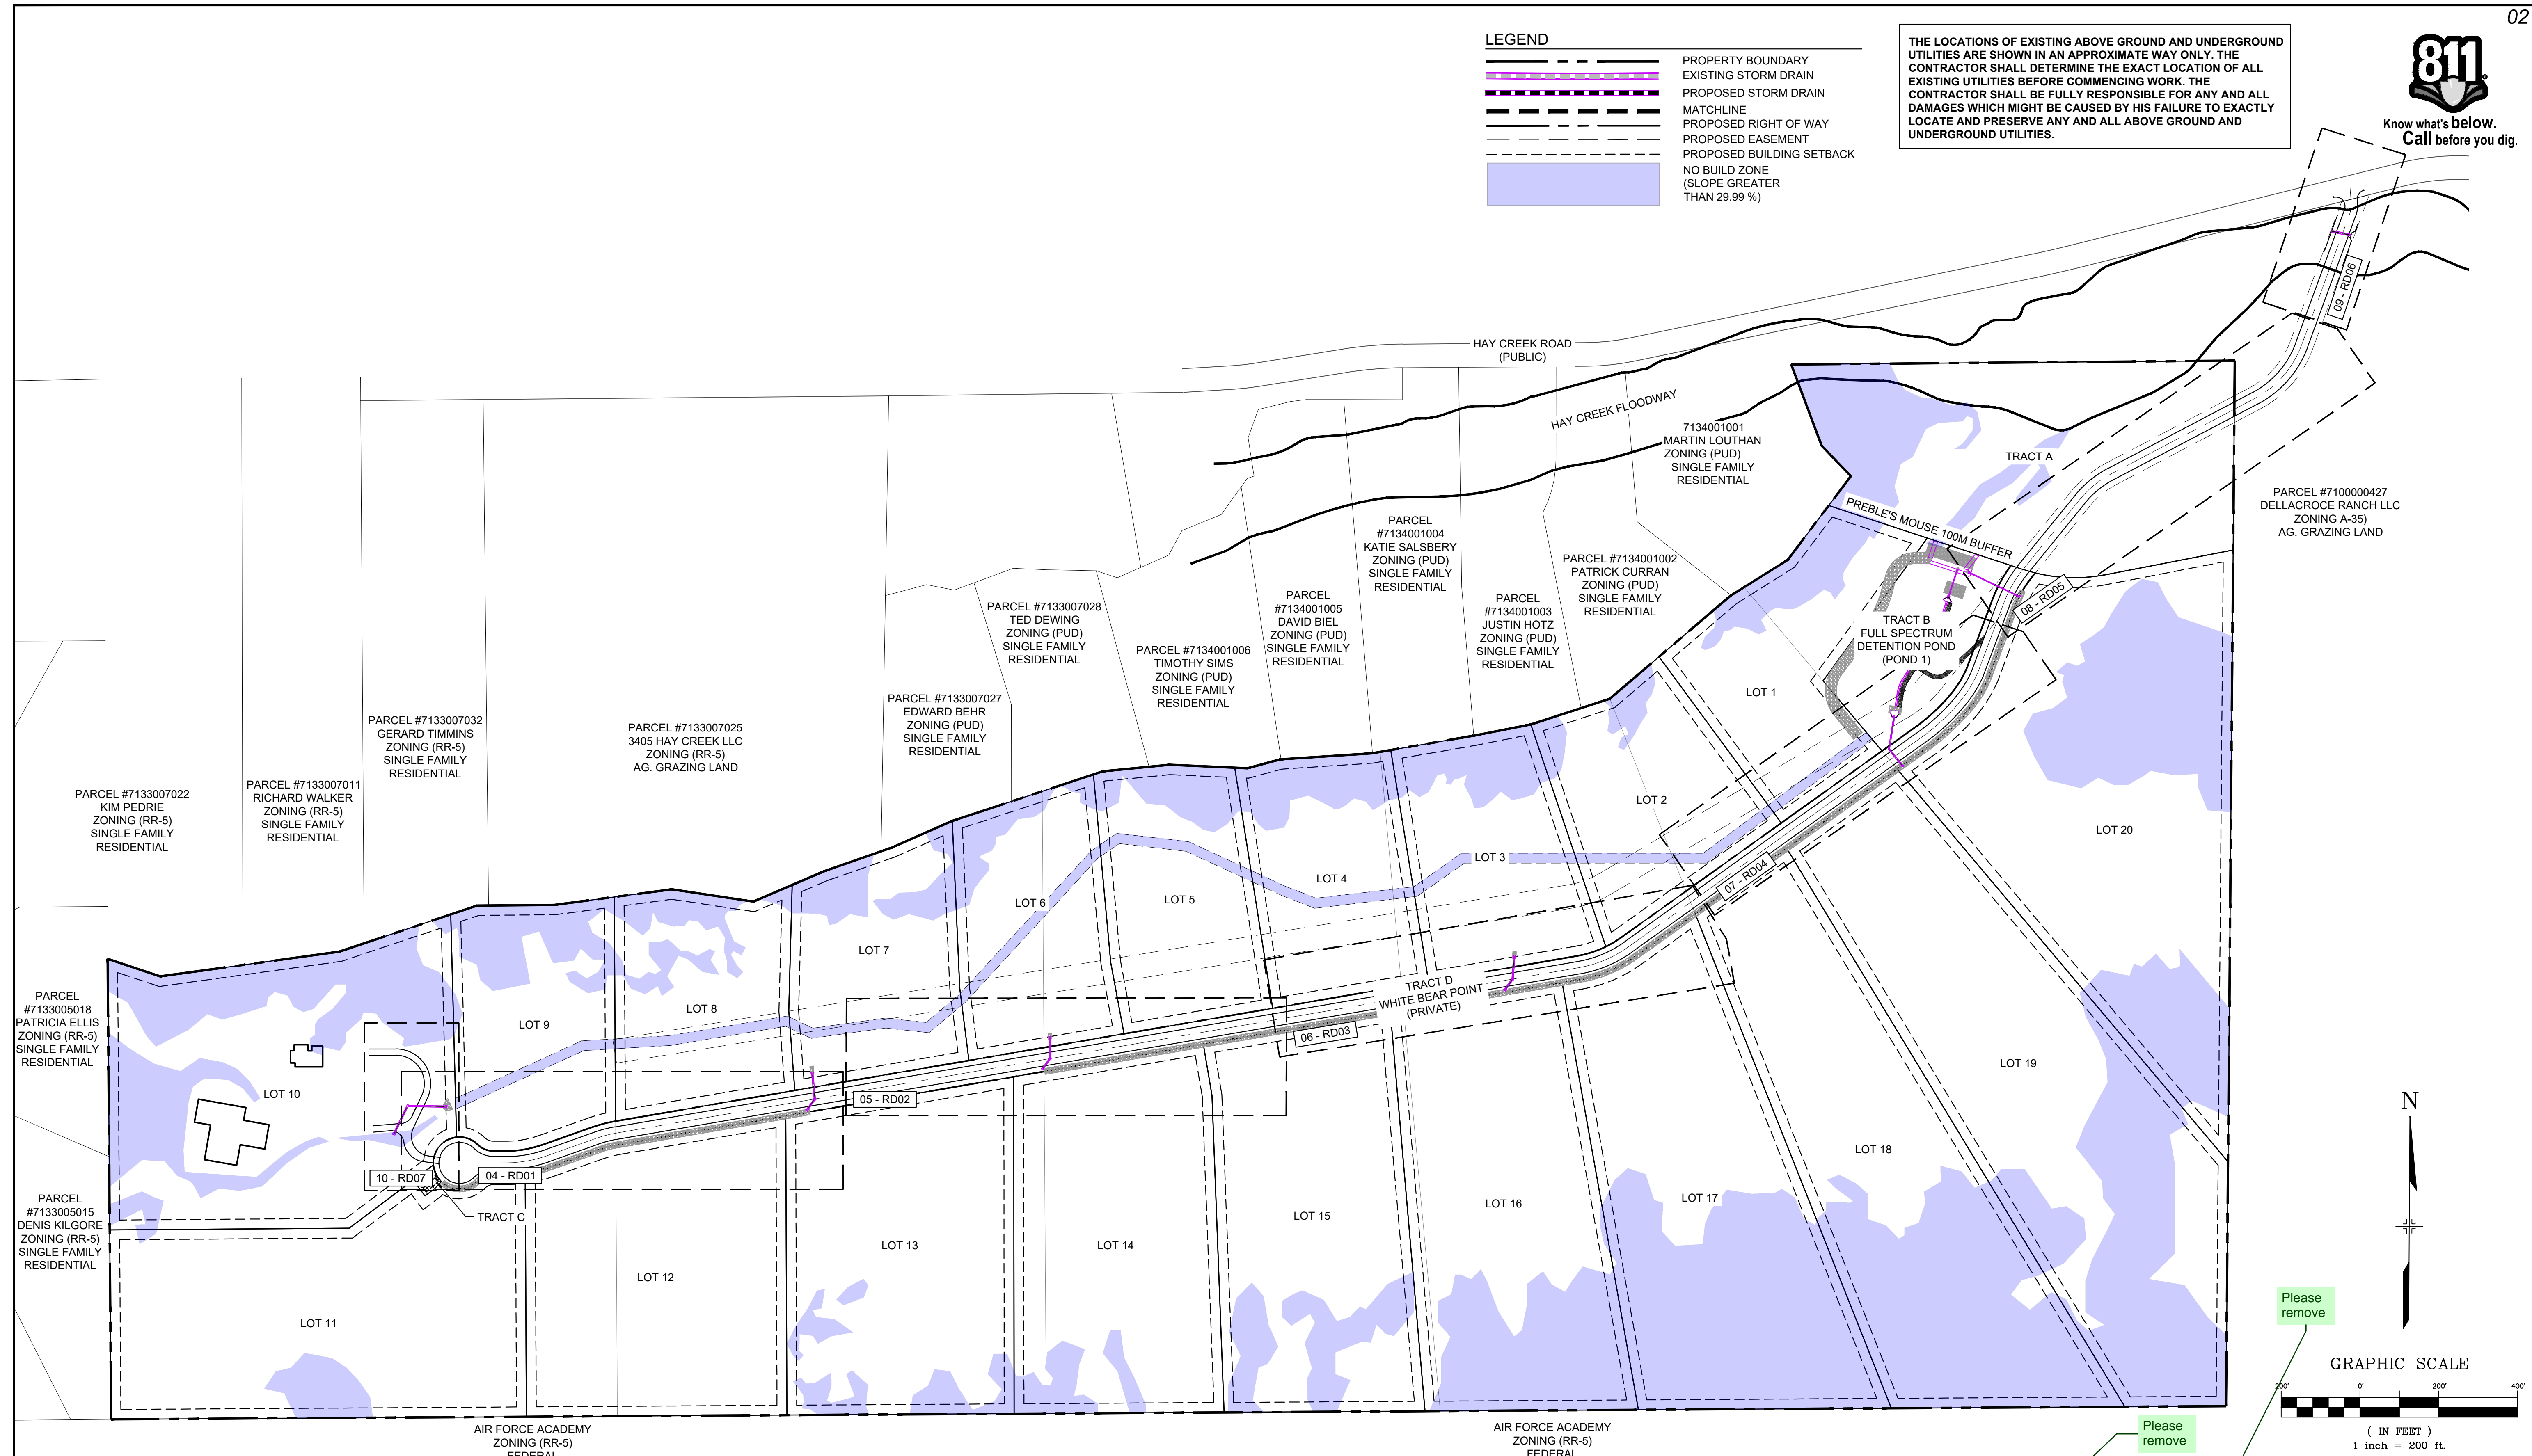 02
LEGEND
PROPERTY BOUNDARY
EXISTING STORM DRAIN
PROPOSED STORM DRAIN
MATCHLINE
PROPOSED RIGHT OF WAY
PROPOSED EASEMENT
PROPOSED BUILDING SETBACK
NO BUILD ZONE
(SLOPE GREATER
THAN 29.99 %)
THE LOCATIONS OF EXISTING ABOVE GROUND AND UNDERGROUND
UTILITIES ARE SHOWN IN AN APPROXIMATE WAY ONLY. THE
CONTRACTOR SHALL DETERMINE THE EXACT LOCATION OF ALL
EXISTING UTILITIES BEFORE COMMENCING WORK. THE
CONTRACTOR SHALL BE FULLY RESPONSIBLE FOR ANY AND ALL
DAMAGES WHICH MIGHT BE CAUSED BY HIS FAILURE TO EXACTLY
LOCATE AND PRESERVE ANY AND ALL ABOVE GROUND AND
UNDERGROUND UTILITIES.
811
®
Know what's below.
Call before you dig.
09 - RD06
HAY CREEK ROAD
(PUBLIC)
HAY CREEK FLOODWAY
7134001001
MARTIN LOUTHAN
ZONING (PUD)
SINGLE FAMILY
RESIDENTIAL
TRACT A
PARCEL #7100000427
DELLACROCE RANCH LLC
ZONING A-35)
AG. GRAZING LAND
PREBLE'S MOUSE 100M BUFFER
PARCEL
#7134001004
KATIE SALSBERY
ZONING (PUD)
SINGLE FAMILY
RESIDENTIAL
PARCEL #7134001002
PATRICK CURRAN
ZONING (PUD)
SINGLE FAMILY
RESIDENTIAL
PARCEL
#7134001005
DAVID BIEL
ZONING (PUD)
SINGLE FAMILY
RESIDENTIAL
PARCEL
#7134001003
JUSTIN HOTZ
ZONING (PUD)
SINGLE FAMILY
RESIDENTIAL
PARCEL #7133007028
TED DEWING
ZONING (PUD)
SINGLE FAMILY
RESIDENTIAL
PARCEL #7134001006
TIMOTHY SIMS
ZONING (PUD)
SINGLE FAMILY
RESIDENTIAL
08 - RD05
TRACT B
FULL SPECTRUM
DETENTION POND
(POND 1)
PARCEL #7133007027
EDWARD BEHR
ZONING (PUD)
SINGLE FAMILY
RESIDENTIAL
PARCEL #7133007032
GERARD TIMMINS
ZONING (RR-5)
SINGLE FAMILY
RESIDENTIAL
PARCEL #7133007025
3405 HAY CREEK LLC
ZONING (RR-5)
AG. GRAZING LAND
PARCEL #7133007011
RICHARD WALKER
ZONING (RR-5)
SINGLE FAMILY
RESIDENTIAL
PARCEL #7133007022
KIM PEDRIE
ZONING (RR-5)
SINGLE FAMILY
RESIDENTIAL
LOT 1
LOT 2
LOT 20
LOT 3
LOT 4
07 - RD04
LOT 5
LOT 6
LOT 7
TRACT D
WHITE BEAR POINT
(PRIVATE)
LOT 8
LOT 9
06 - RD03
PARCEL
#7133005018
PATRICIA ELLIS
ZONING (RR-5)
SINGLE FAMILY
RESIDENTIAL
LOT 10
05 - RD02
LOT 19
LOT 18
10 - RD07
04 - RD01
TRACT C
LOT 17
LOT 16
LOT 15
LOT 14
LOT 13
LOT 12
LOT 11
PARCEL
#7133005015
DENIS KILGORE
ZONING (RR-5)
SINGLE FAMILY
RESIDENTIAL
N
Please
remove
GRAPHIC SCALE
200'
0'
200'
400'
( IN FEET )
1 inch = 200 ft.
Please
remove
AIR FORCE ACADEMY
ZONING (RR-5)
FEDERAL
AIR FORCE ACADEMY
ZONING (RR-5)
FEDERAL